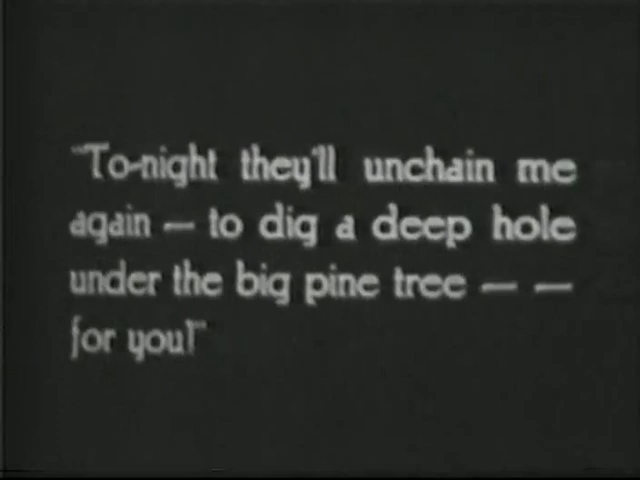 "To-night they'll unchain me
again — to dig a deep hole
under the big pine tree — —
for you!"